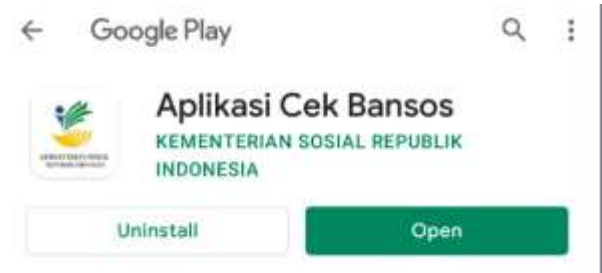 Google Play
Aplikasi Cek Bansos
KEMENTERIAN SOSIAL REPUBLIK
INDONESIA
Uninstall
Open